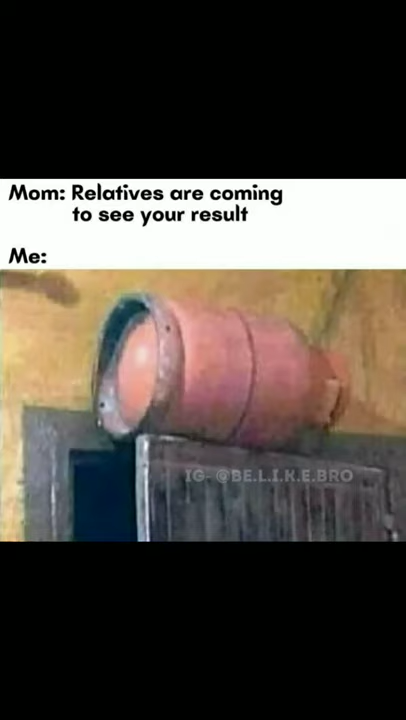 Mom: Relatives are coming
to see your result
Me:
IG- @BE.L.I.K.E.BRO